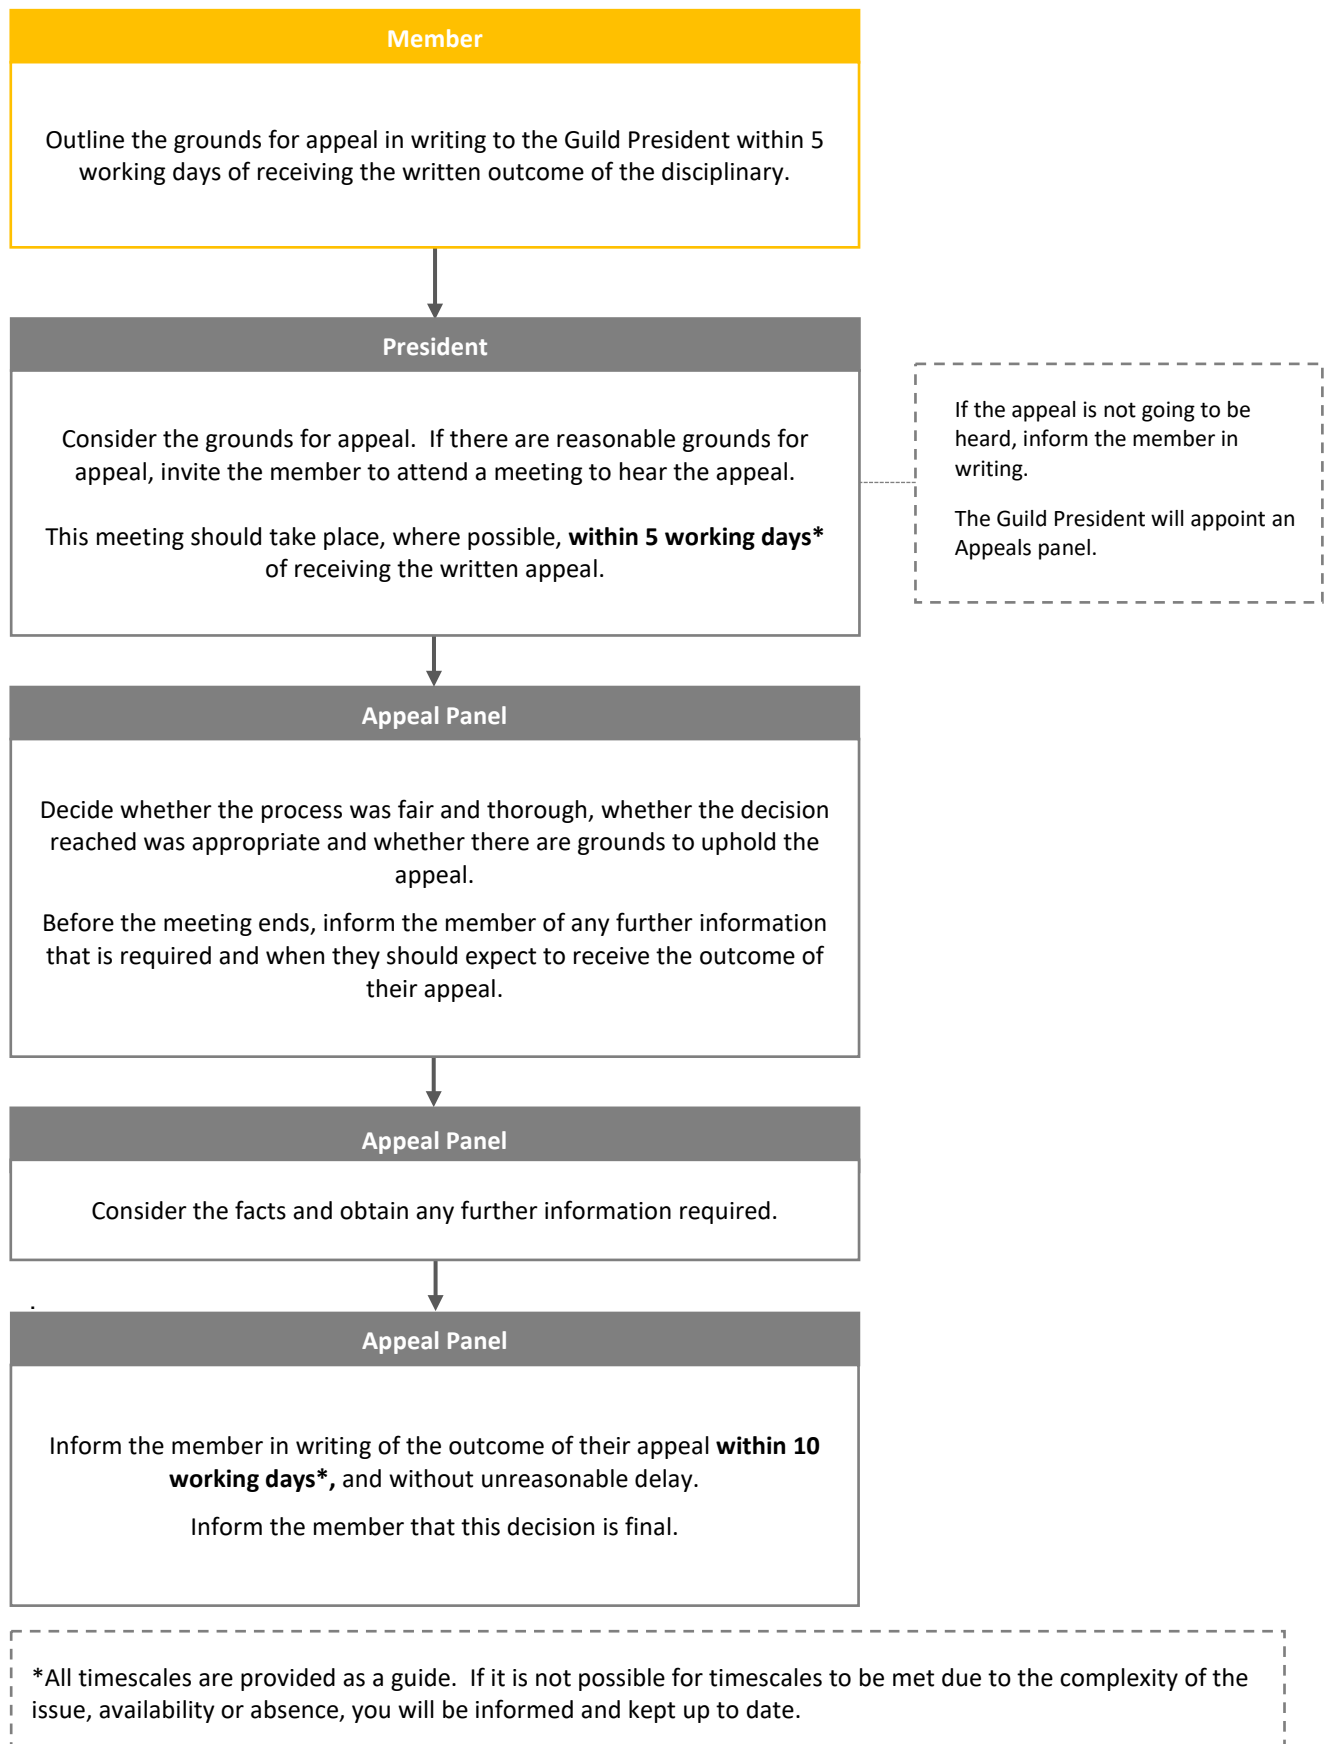 Member
Outline the grounds for appeal in writing to the Guild President within 5
working days of receiving the written outcome of the disciplinary.
President
Consider the grounds for appeal.  If there are reasonable grounds for
appeal, invite the member to attend a meeting to hear the appeal.
This meeting should take place, where possible, within 5 working days*
of receiving the written appeal.
If the appeal is not going to be
heard, inform the member in
writing.
The Guild President will appoint an
Appeals panel.
Appeal Panel
Decide whether the process was fair and thorough, whether the decision
reached was appropriate and whether there are grounds to uphold the
appeal.
Before the meeting ends, inform the member of any further information
that is required and when they should expect to receive the outcome of
their appeal.
Appeal Panel
Consider the facts and obtain any further information required.
.
Appeal Panel
Inform the member in writing of the outcome of their appeal within 10
working days*, and without unreasonable delay.
Inform the member that this decision is final.
*All timescales are provided as a guide.  If it is not possible for timescales to be met due to the complexity of the
issue, availability or absence, you will be informed and kept up to date.